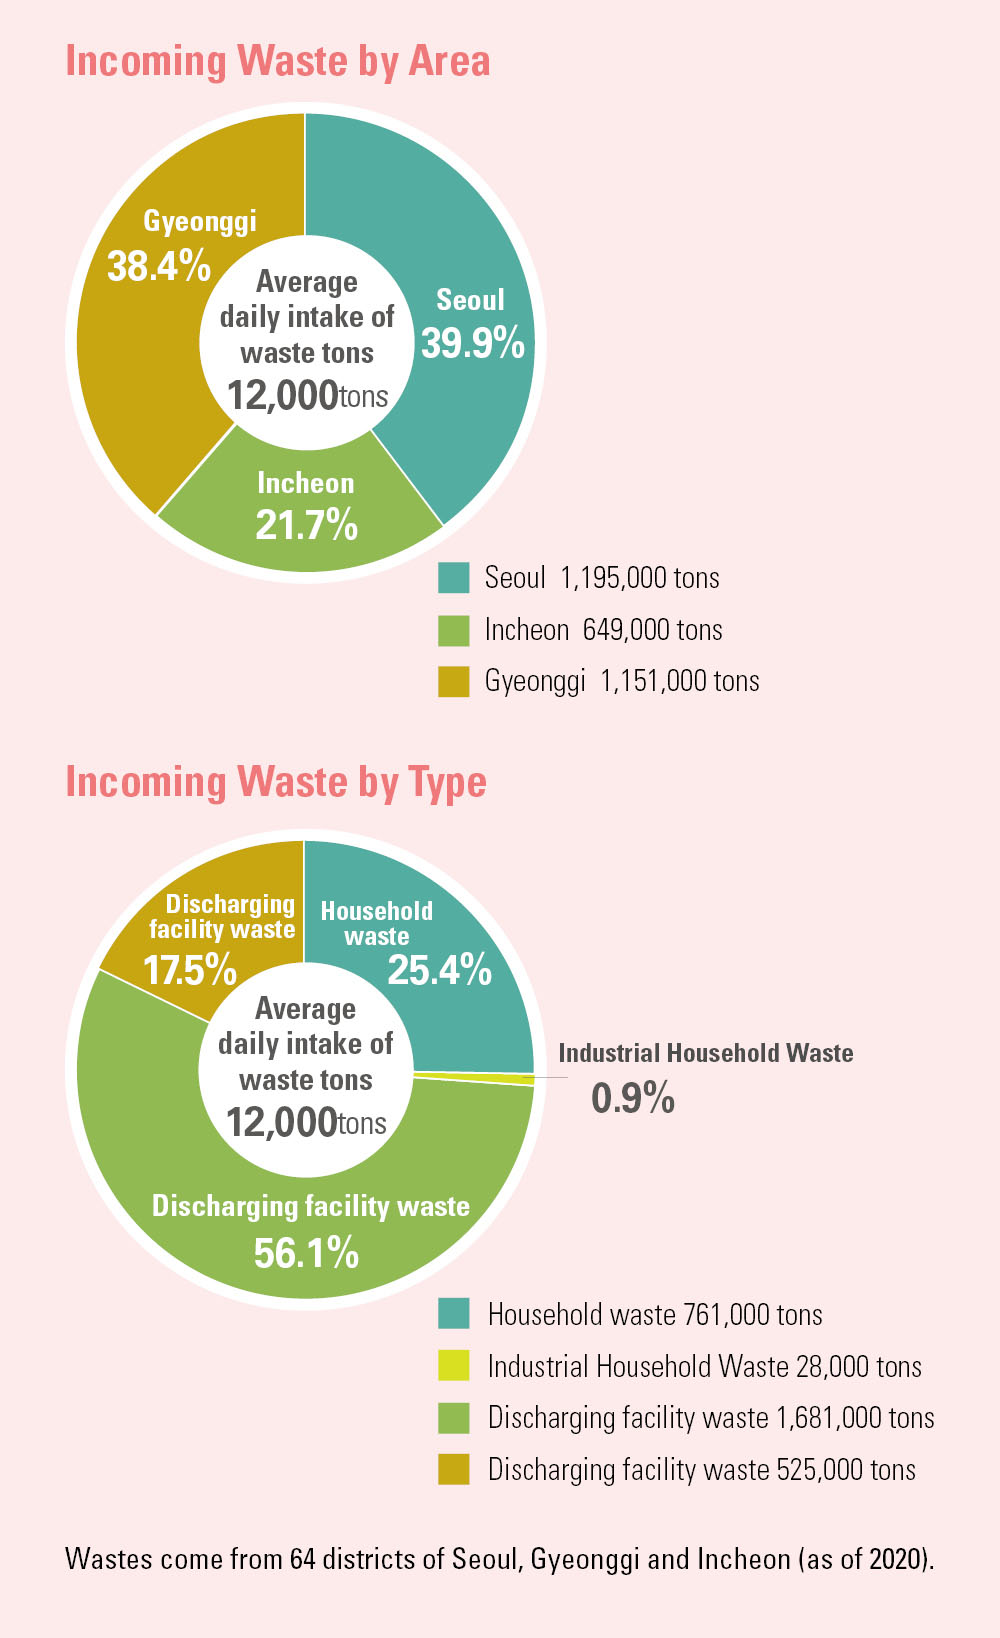 Incoming Waste by Area
Gyeonggi
38.4%
Average
daily intake of
waste tons
12,000tons
Seoul
39.9%
Incheon
21.7%
Seoul 1,195,000 tons
Incheon 649,000 tons
Gyeonggi 1,151,000 tons
Incoming Waste by Type
Discharging
facility waste
17.5%
Household
waste
25.4%
Average
daily intake of
waste tons
12,000tons
Industrial Household Waste
0.9%
Discharging facility waste
56.1%
Household waste 761,000 tons
Industrial Household Waste 28,000 tons
Discharging facility waste 1,681,000 tons
Discharging facility waste 525,000 tons
Wastes come from 64 districts of Seoul, Gyeonggi and Incheon (as of 2020).